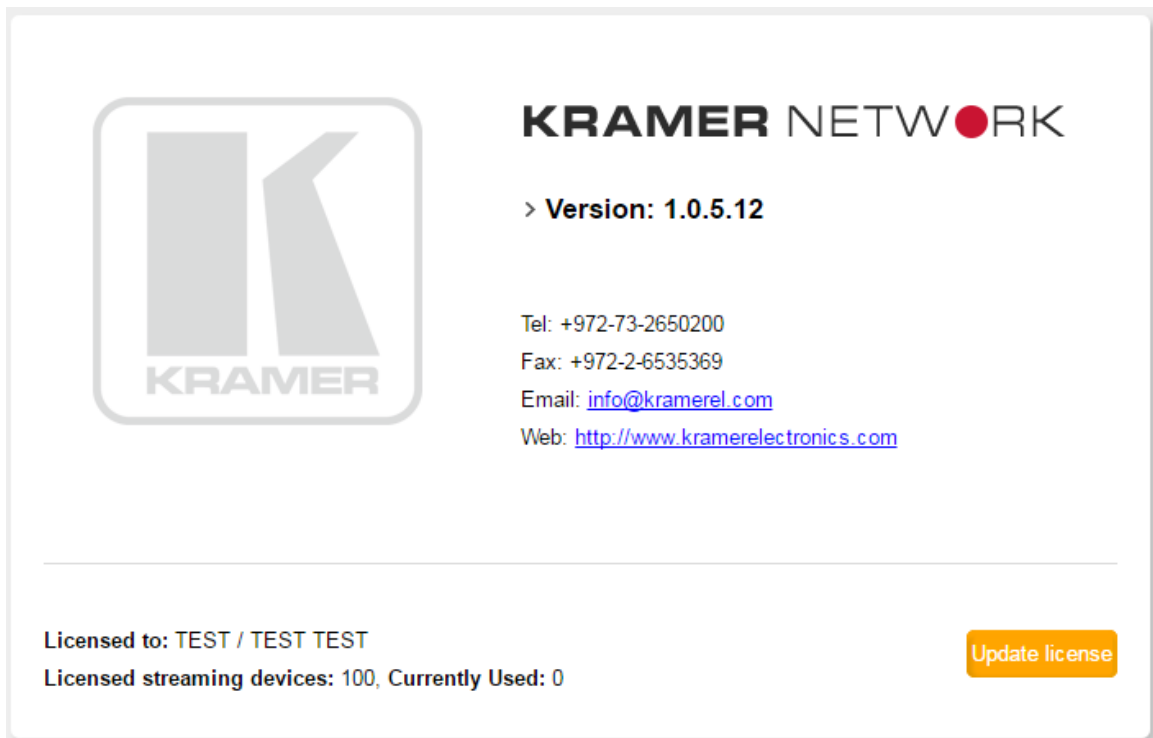 KRAMER
KRAMER NETWORK
> Version: 1.0.5.12
Tel: +972-73-2650200
Fax: +972-2-6535369
Email: info@kramerel.com
Web: http://www.kramerelectronics.com
Licensed to: TEST / TEST TEST
Licensed streaming devices: 100, Currently Used: 0
Update license